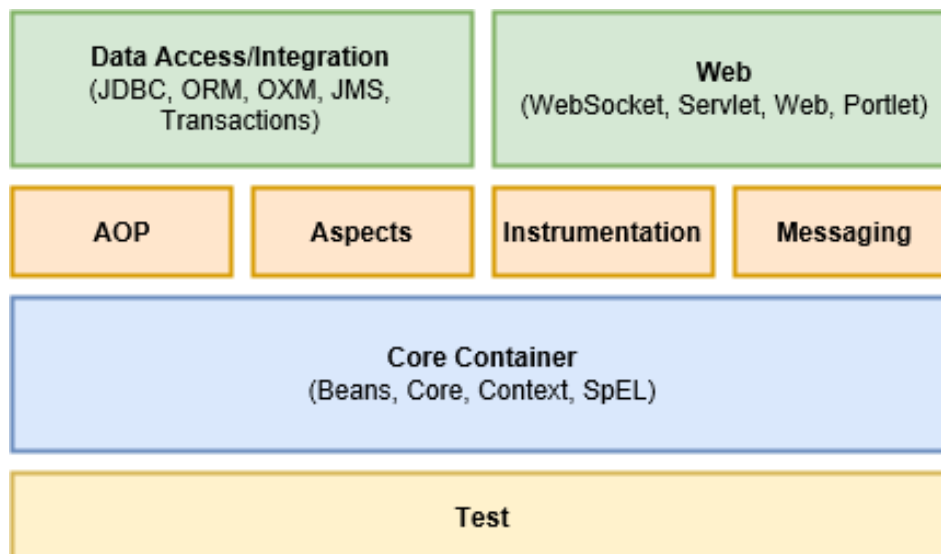 Data Access/Integration
(JDBC, ORM, OXM, JMS,
Transactions)
Web
(WebSocket, Servlet, Web, Portlet)
AOP
Aspects
Instrumentation
Messaging
Core Container
(Beans, Core, Context, SpEL)
Test